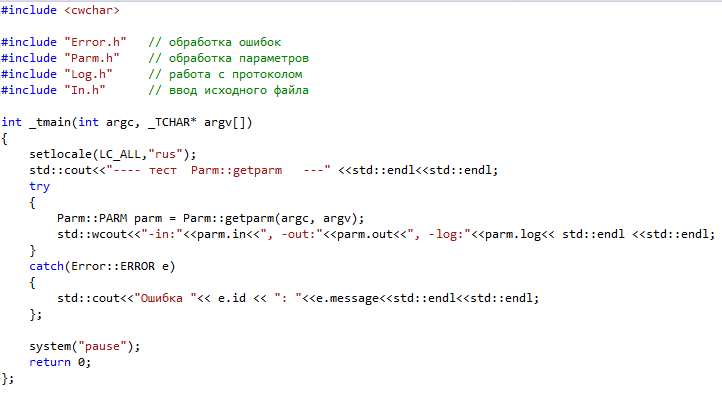 #include <cwchar>
#include "Error.h"   // обработка ошибок
#include "Parm.h"    // обработка параметров
#include "Log.h"     // работа с протоколом
#include "In.h"      // ввод исходного файла
int _tmain(int argc, _TCHAR* argv[])
{
    setlocale(LC_ALL,"rus");
    std::cout<<"---- тест  Parm::getparm   ---" <<std::endl<<std::endl;
    try
    {
        Parm::PARM parm = Parm::getparm(argc, argv);
        std::wcout<<"-in:"<<parm.in<<", -out:"<<parm.out<<", -log:"<<parm.log<< std::endl <<std::endl;
    }
    catch(Error::ERROR e)
    {
        std::cout<<"Ошибка "<< e.id << ": "<<e.message<<std::endl<<std::endl;
    };
    system("pause");
    return 0;
};